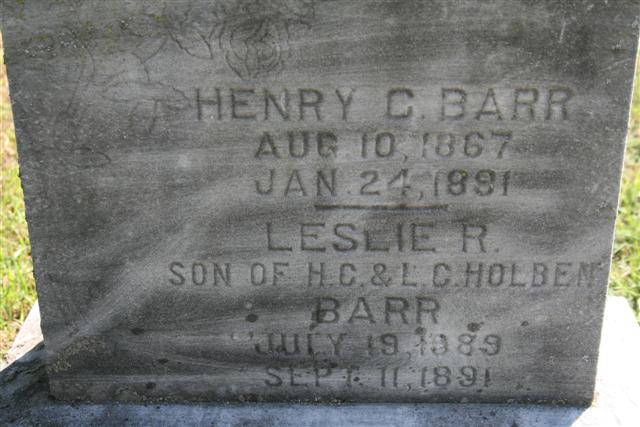 HENRY C. BARR
AUG 10, 1867
JAN. 24, 1891
LESLIE R.
SON OF H.C. & L.C. HOLBEN
BARR
JULY 19, 1889
SEPT. 11, 1891